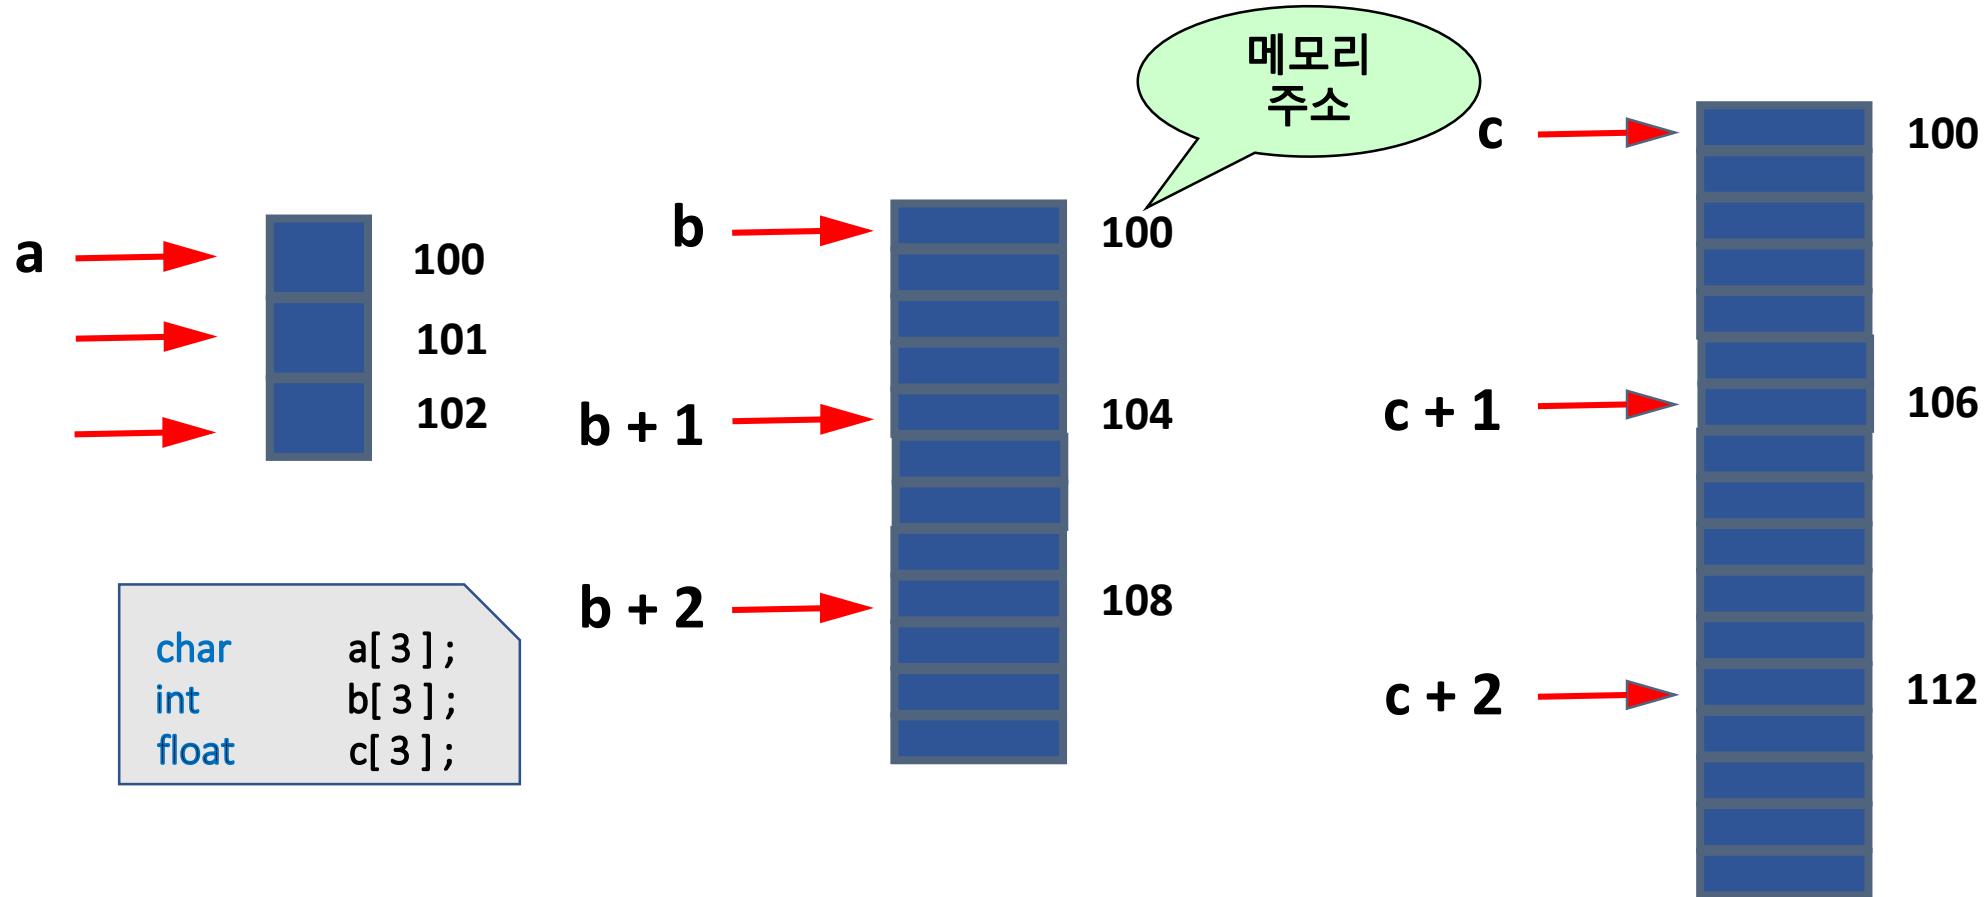 메모리
주소
a
100
101
102
b
100
b + 1
104
b + 2
108
c
100
c + 1
106
c + 2
112
char a[ 3 ] ;
int b[ 3 ] ;
float c[ 3 ] ;